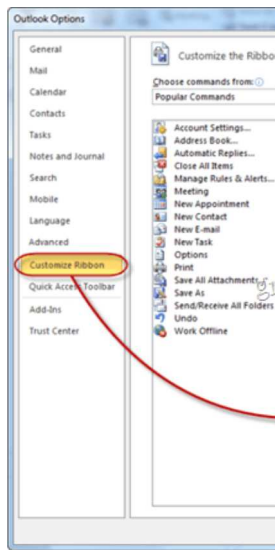 Outlook Options
General
Mail
Calendar
Contacts
Tasks
Notes and Journal
Search
Mobile
Language
Advanced
Customize Ribbon
Quick Access Toolbar
Add-Ins
Trust Center
Customize the Ribbo
Choose commands from:
Popular Commands
Account Settings...
Address Book...
Automatic Replies...
Close All Items
Manage Rules & Alerts...
Meeting
New Appointment
New Contact
New E-mail
New Task
Options
Print
Save All Attachments
Save As
Send/Receive All Folders
Undo
Work Offline